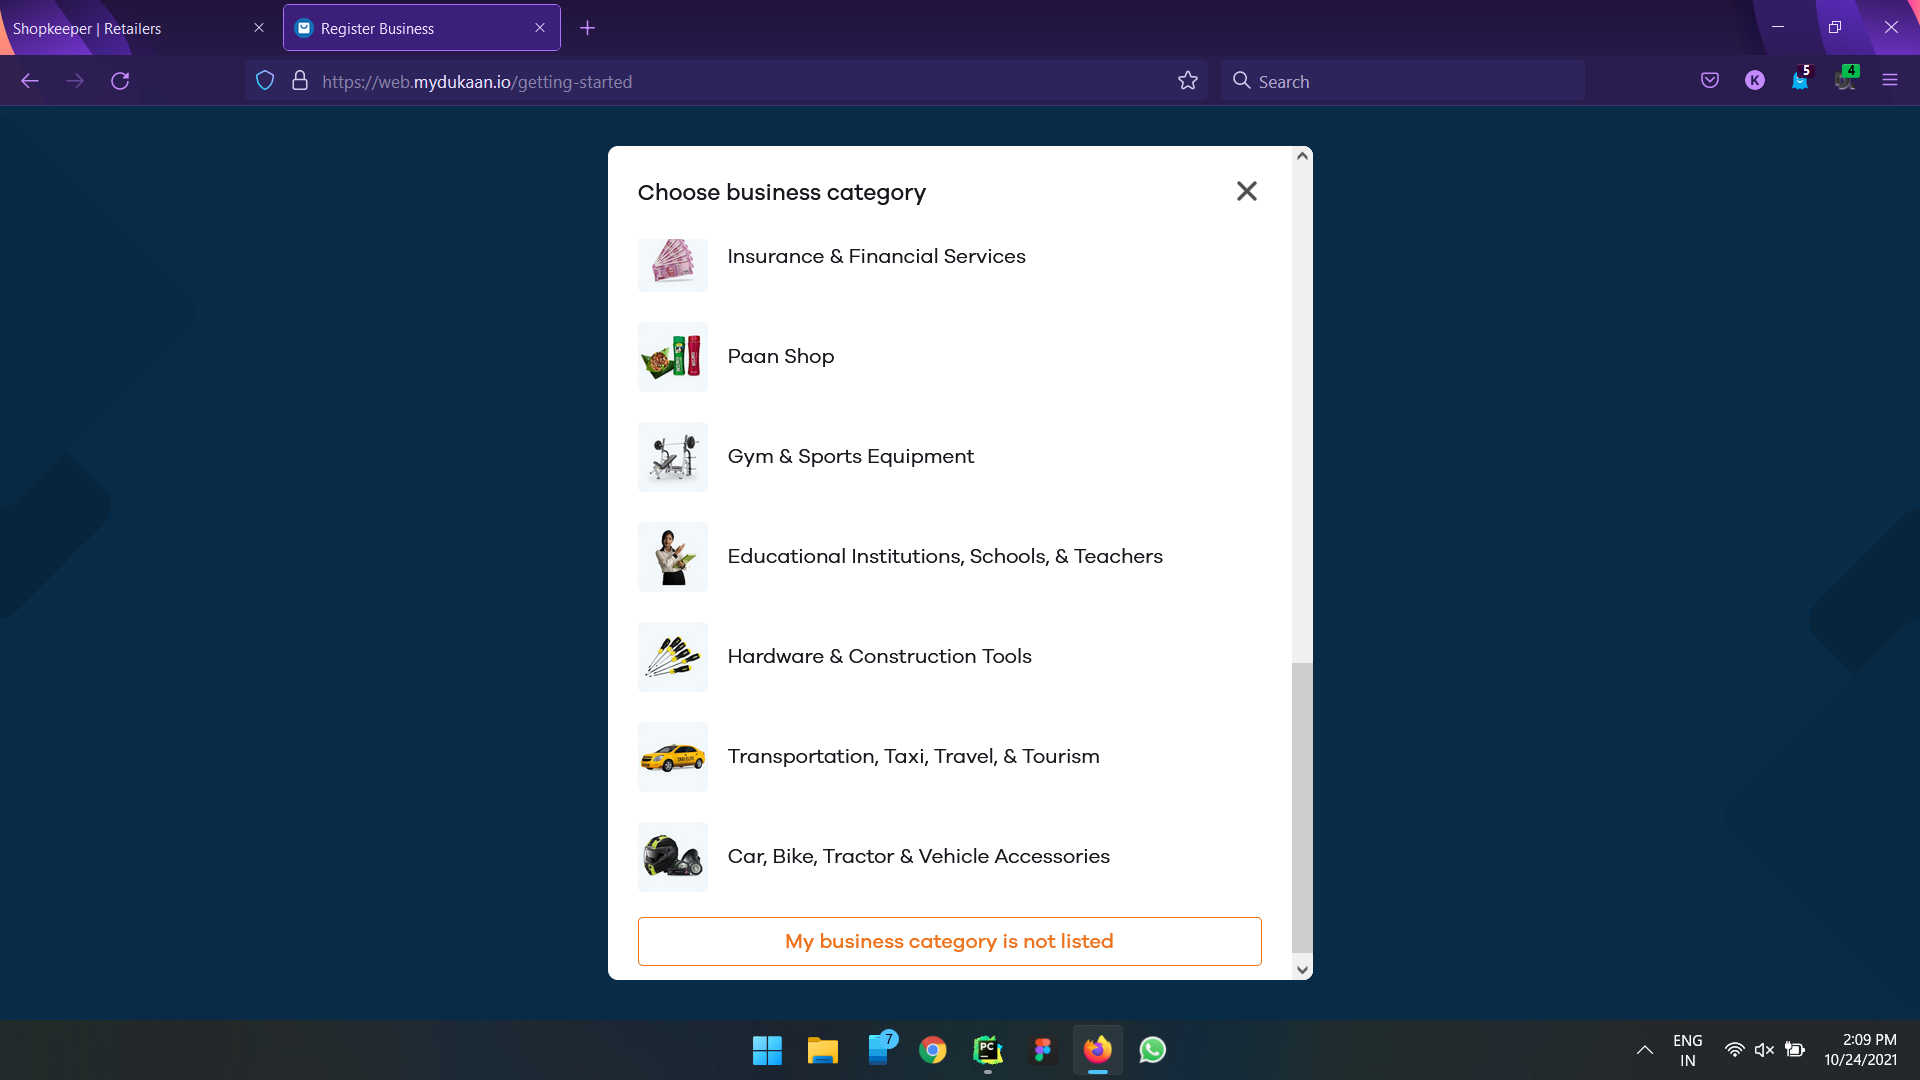 Shopkeeper | Retailers
Register Business
https://web.mydukaan.io/getting-started
Search
K
5
4
Choose business category
Insurance & Financial Services
Paan Shop
Gym & Sports Equipment
Educational Institutions, Schools, & Teachers
Hardware & Construction Tools
Transportation, Taxi, Travel, & Tourism
Car, Bike, Tractor & Vehicle Accessories
My business category is not listed
7
PC
ENG
IN
2:09 PM
10/24/2021